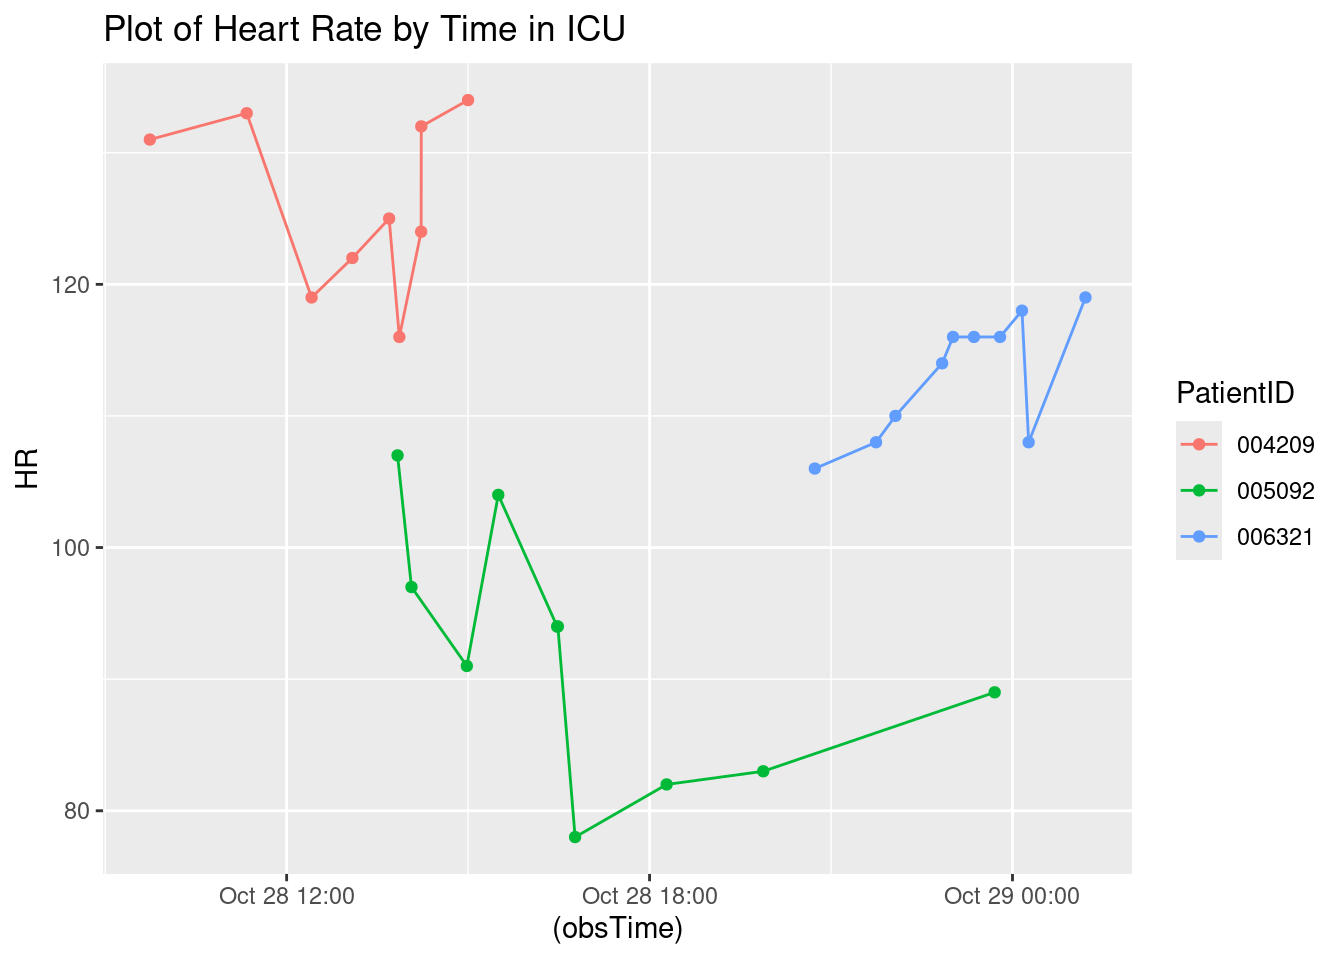 Plot of Heart Rate by Time in ICU
HR
120
100
80
Oct 28 12:00
Oct 28 18:00
Oct 29 00:00
(obsTime)
PatientID
004209
005092
006321